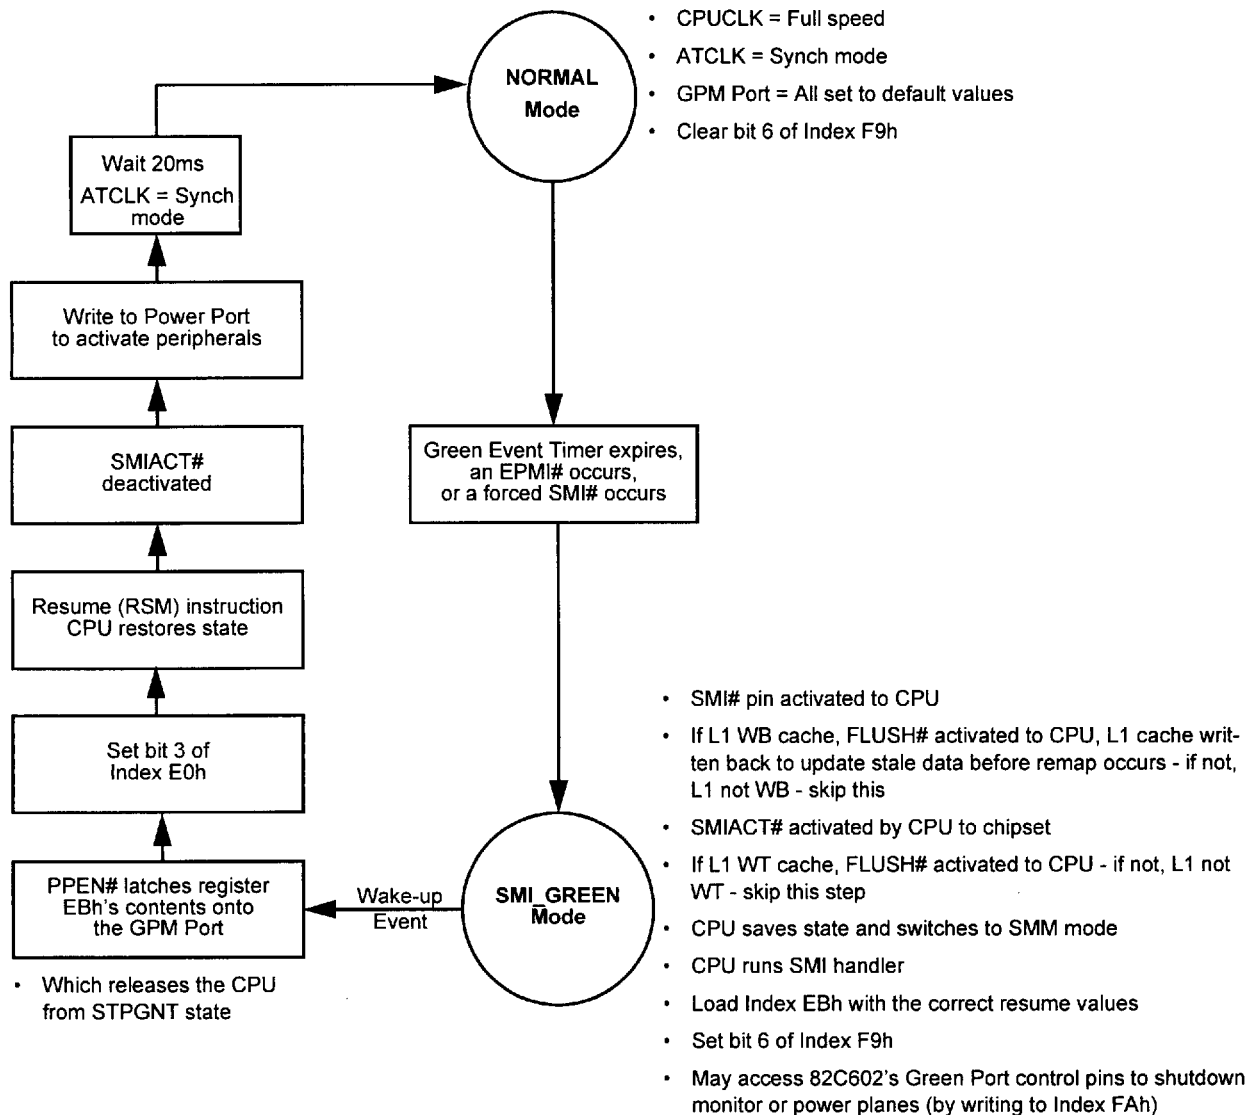 NORMAL
Mode
• CPUCLK = Full speed
• ATCLK = Synch mode
• GPM Port = All set to default values
• Clear bit 6 of Index F9h
Wait 20ms
ATCLK = Synch
mode
Write to Power Port
to activate peripherals
SMIACT#
deactivated
Resume (RSM) instruction
CPU restores state
Set bit 3 of
Index E0h
PPEN# latches register
EBh's contents onto
the GPM Port
• Which releases the CPU
from STPGNT state
Green Event Timer expires,
an EPMI# occurs,
or a forced SMI# occurs
Wake-up
Event
SMI_GREEN
Mode
• SMI# pin activated to CPU
• If L1 WB cache, FLUSH# activated to CPU, L1 cache writ-
ten back to update stale data before remap occurs - if not,
L1 not WB - skip this
• SMIACT# activated by CPU to chipset
• If L1 WT cache, FLUSH# activated to CPU - if not, L1 not
WT - skip this step
• CPU saves state and switches to SMM mode
• CPU runs SMI handler
• Load Index EBh with the correct resume values
• Set bit 6 of Index F9h
• May access 82C602's Green Port control pins to shutdown
monitor or power planes (by writing to Index FAh)